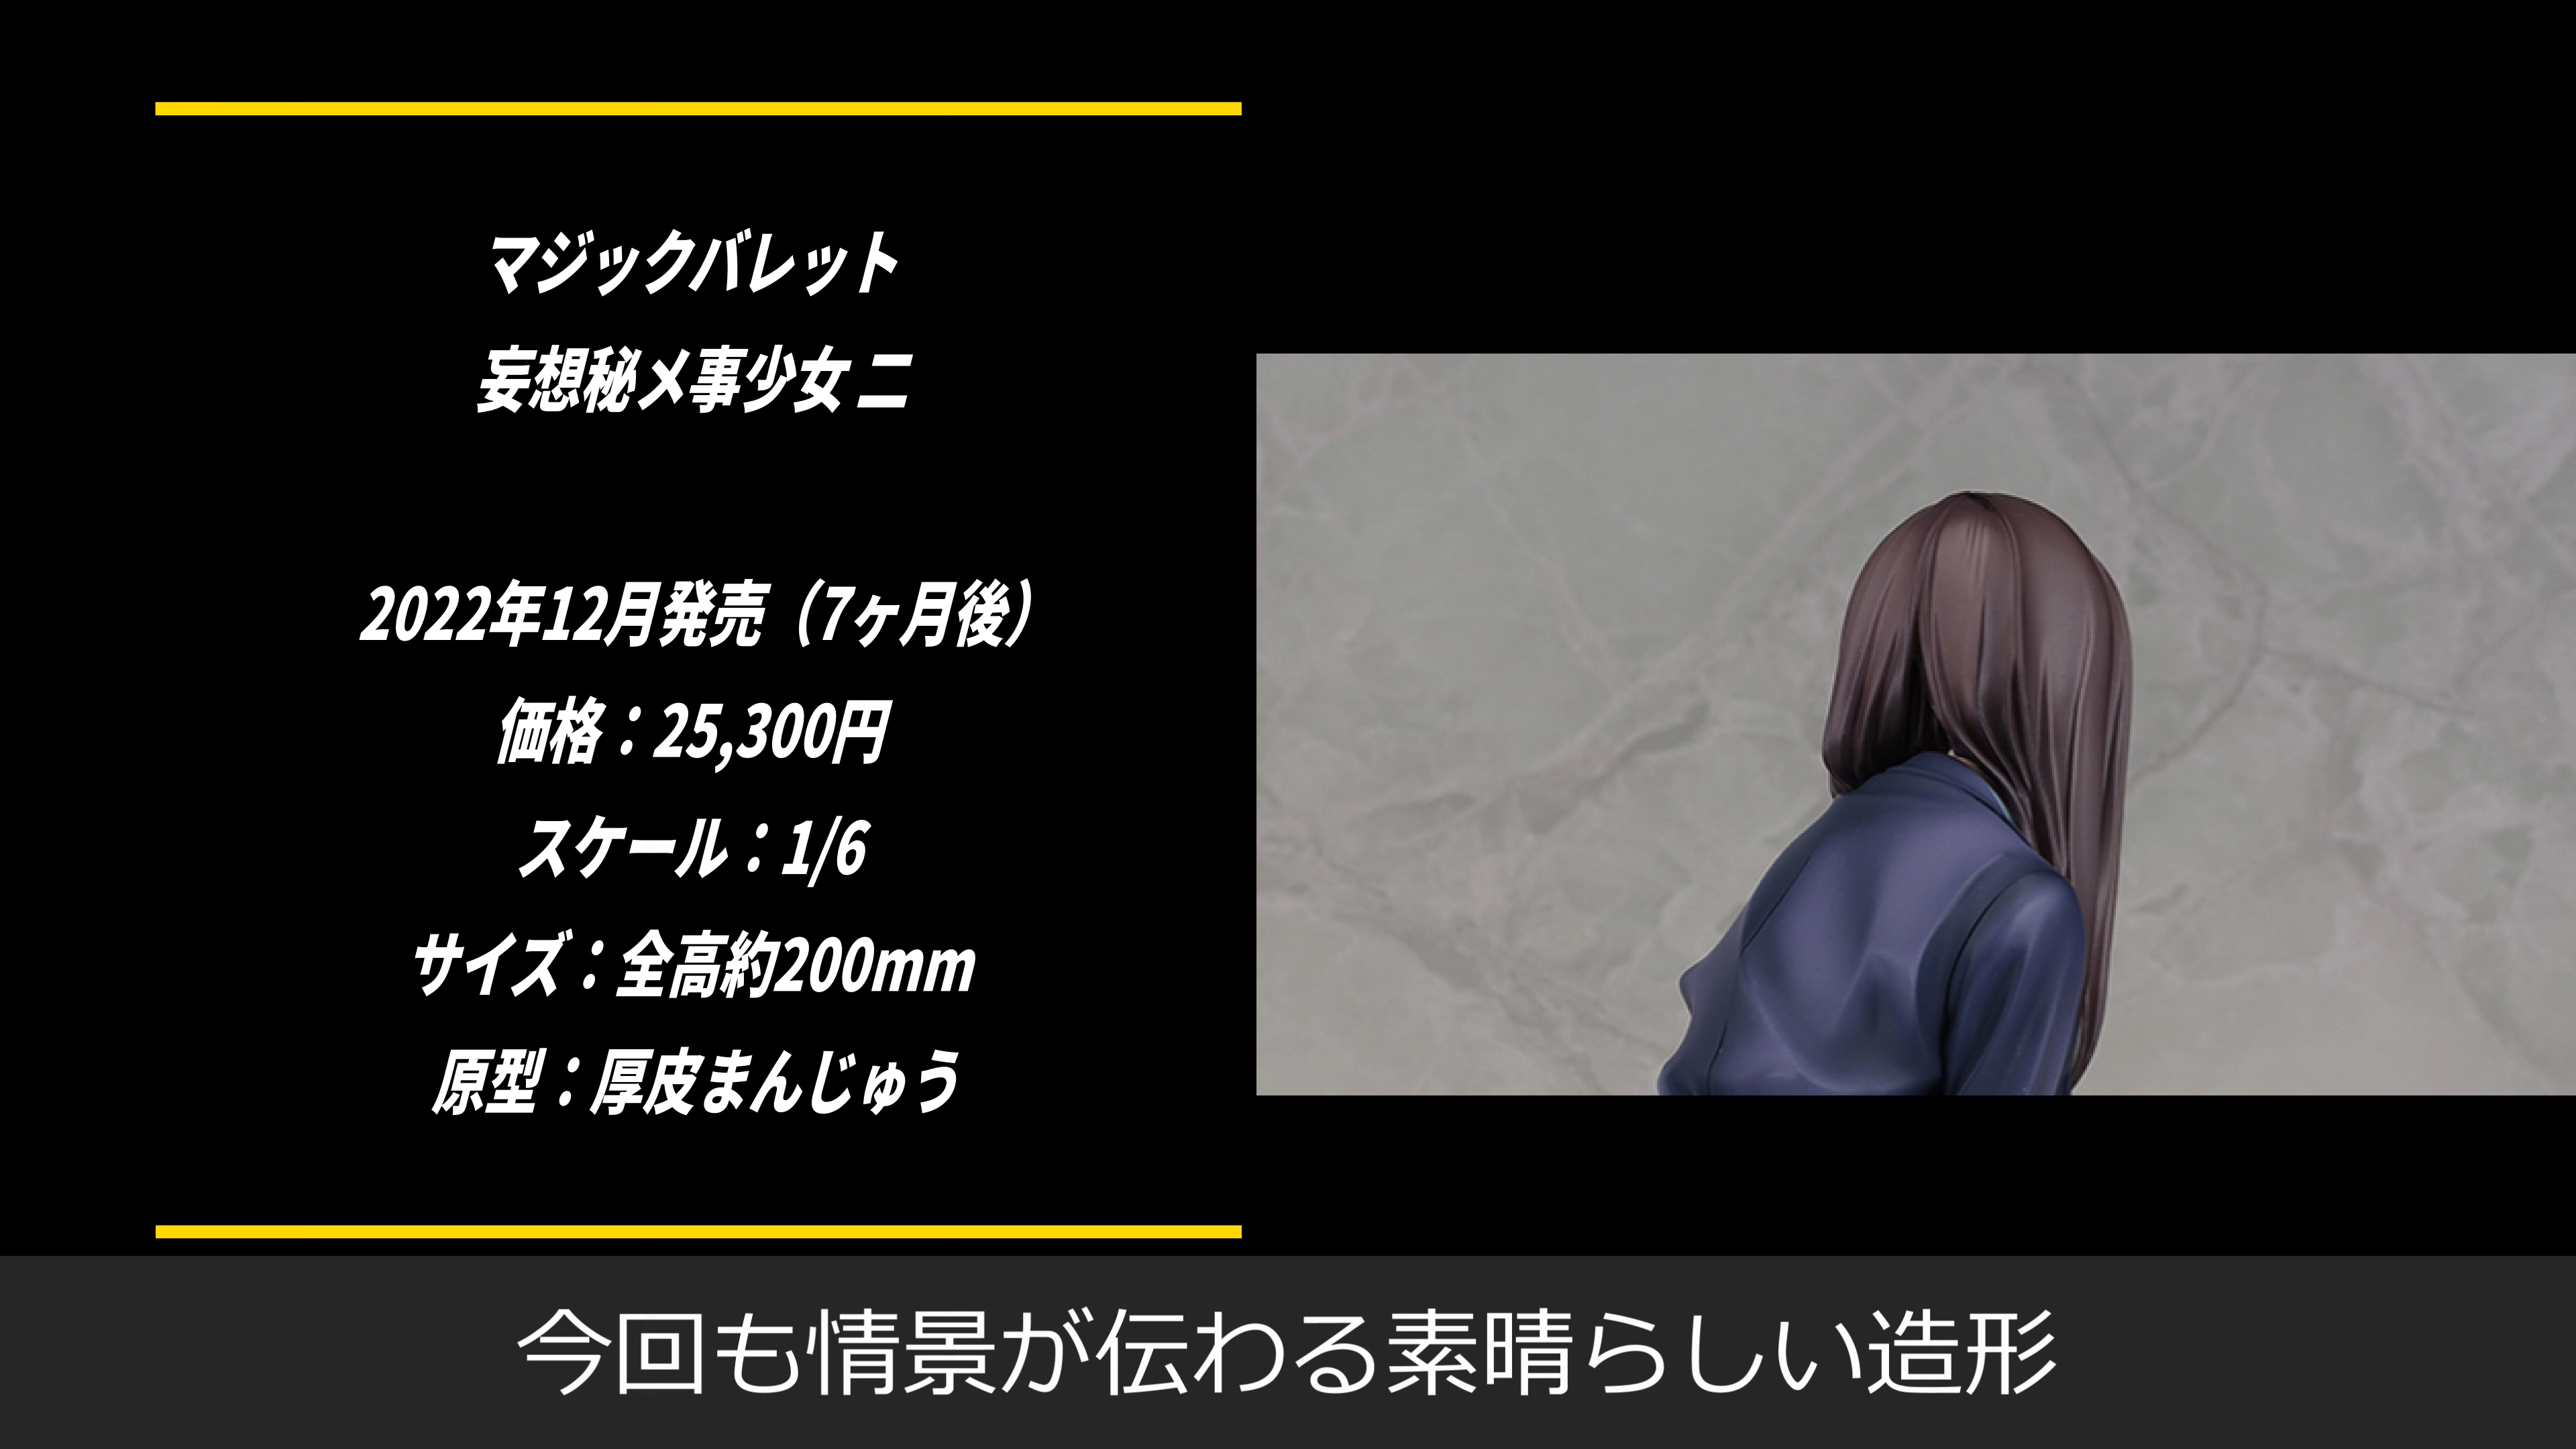 マジックバレット
妄想秘メ事少女 二
2022年12月発売（7ヶ月後）
価格：25,300円
スケール：1/6
サイズ：全高約200mm
原型：厚皮まんじゅう
今回も情景が伝わる素晴らしい造形